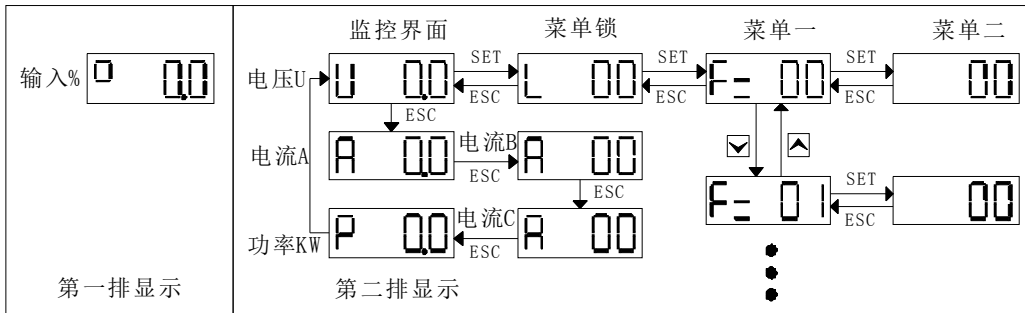 监控界面 菜单锁 菜单一 菜单二
输入% 0 0.0
电压U U 0.0 SET ESC L 00 SET ESC F= 00 SET ESC 00
ESC
电流A A 0.0 电流B ESC A 00
ESC
F= 01 SET ESC 00
功率KW P 0.0 电流C ESC A 00
第一排显示 第二排显示